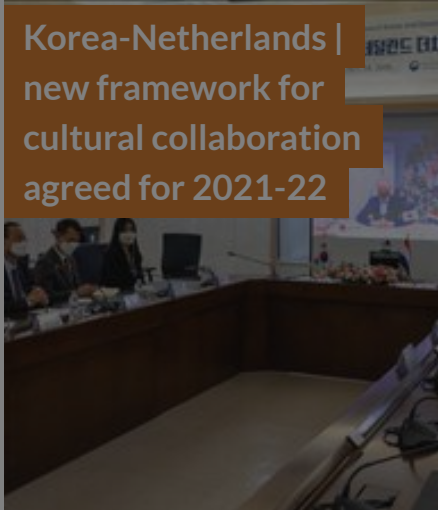 Korea-Netherlands |
new framework for
cultural collaboration
agreed for 2021-22